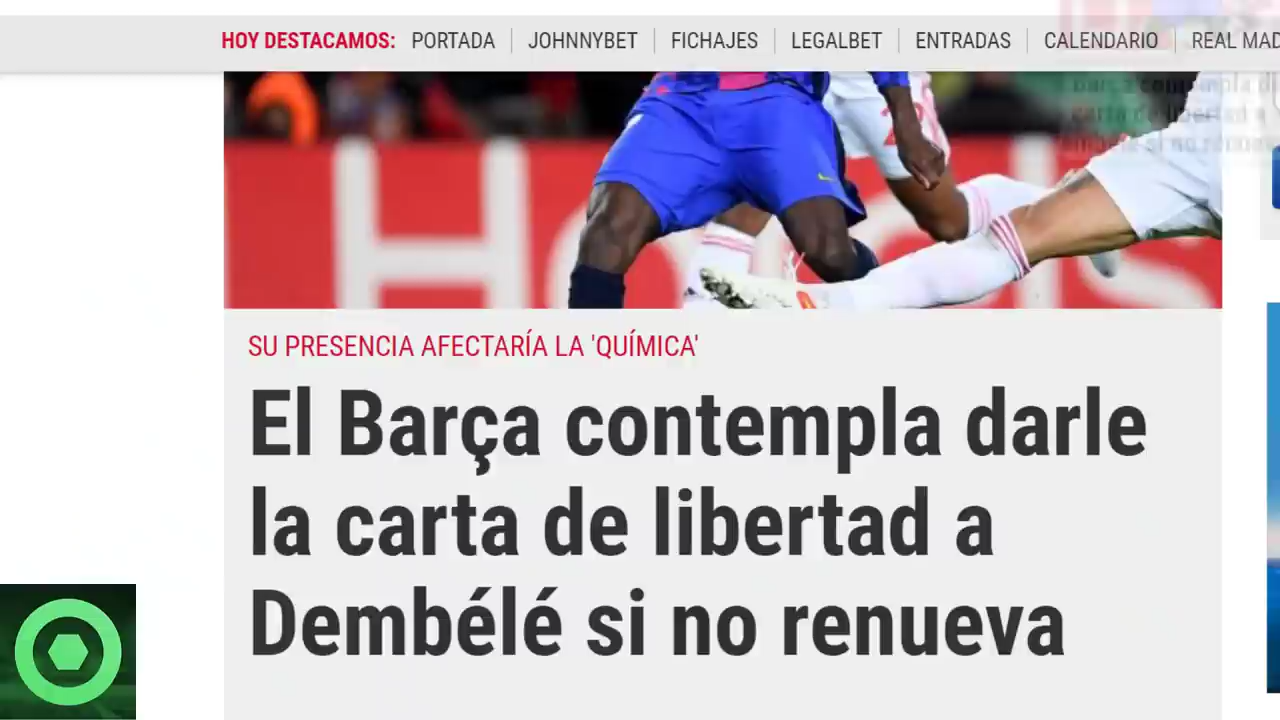 HOY DESTACAMOS: PORTADA JOHNNYBET FICHAJES LEGALBET ENTRADAS CALENDARIO REAL MAD
SU PRESENCIA AFECTARÍA LA 'QUÍMICA'
El Barça contempla darle
la carta de libertad a
Dembélé si no renueva